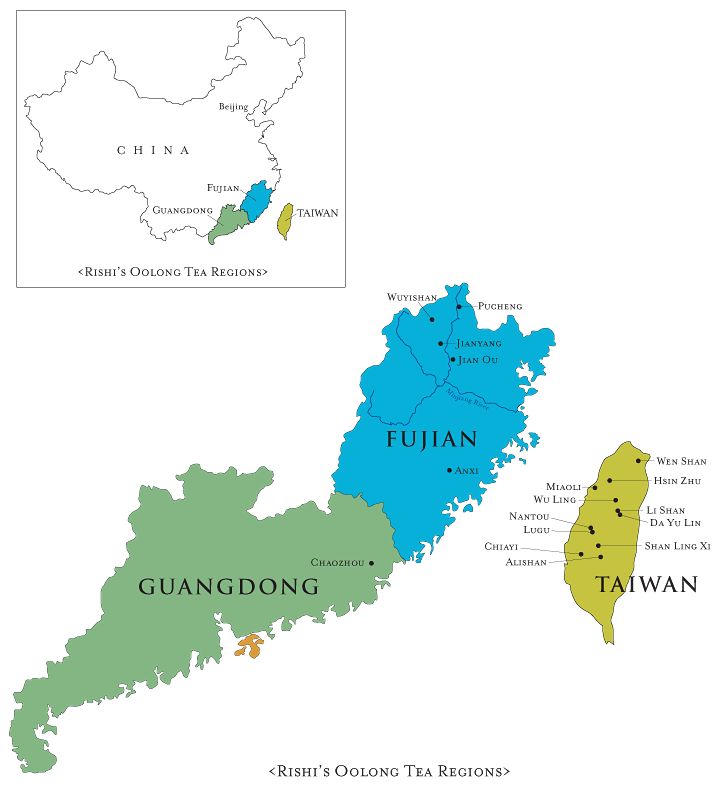 Beijing
CHINA
FUJIAN
GUANGDONG
TAIWAN
<RISHI'S OOLONG TEA REGIONS>
WUYISHAN
PUCHENG
JIANYANG
JIAN OU
Minjiang River
FUJIAN
ANXI
WEN SHAN
HSIN ZHU
MIAOLI
WU LING
LI SHAN
NANTOU
DA YU LIN
LUGU
CHIAYI
SHAN LING XI
ALISHAN
CHAOZHOU
GUANGDONG
TAIWAN
<RISHI'S OOLONG TEA REGIONS>